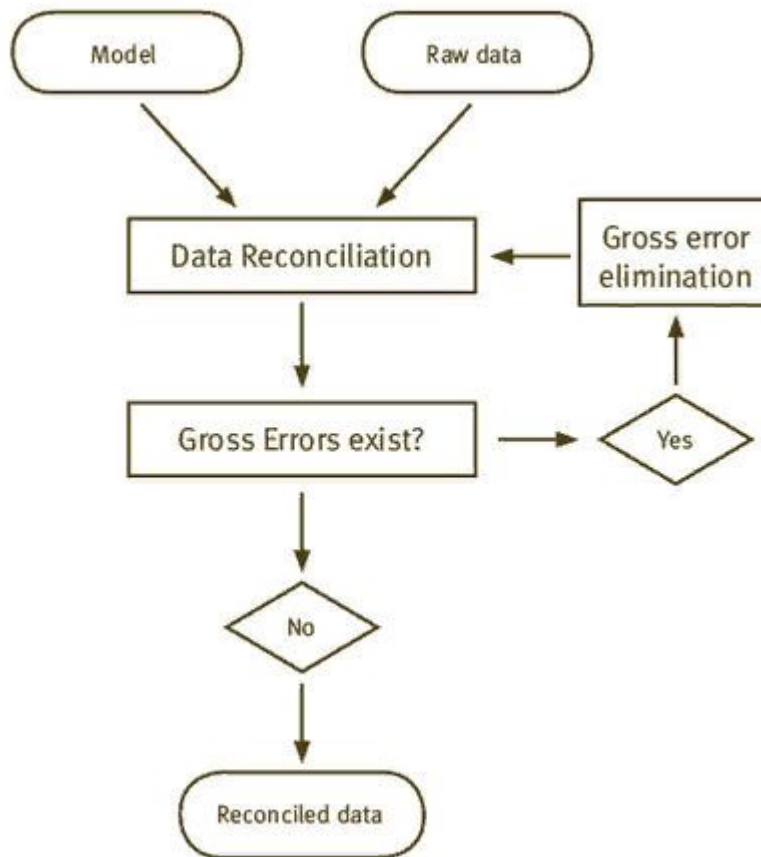 Model
Raw data
Data Reconciliation
Gross error
elimination
Gross Errors exist?
Yes
No
Reconciled data